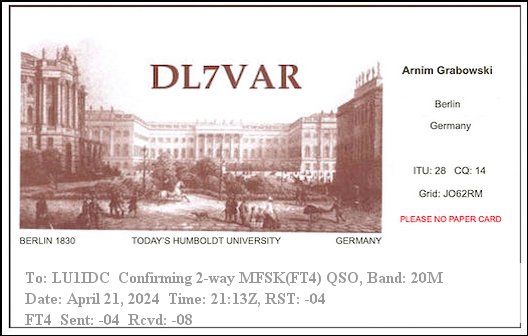 DL7VAR
Arnim Grabowski
Berlin
Germany
ITU: 28 CQ: 14
Grid: JO62RM
PLEASE NO PAPER CARD
BERLIN 1830 TODAY'S HUMBOLDT UNIVERSITY GERMANY
To: LU1IDC Confirming 2-way MFSK(FT4) QSO, Band: 20M
Date: April 21, 2024 Time: 21:13Z, RST: -04
FT4 Sent: -04 Rcvd: -08